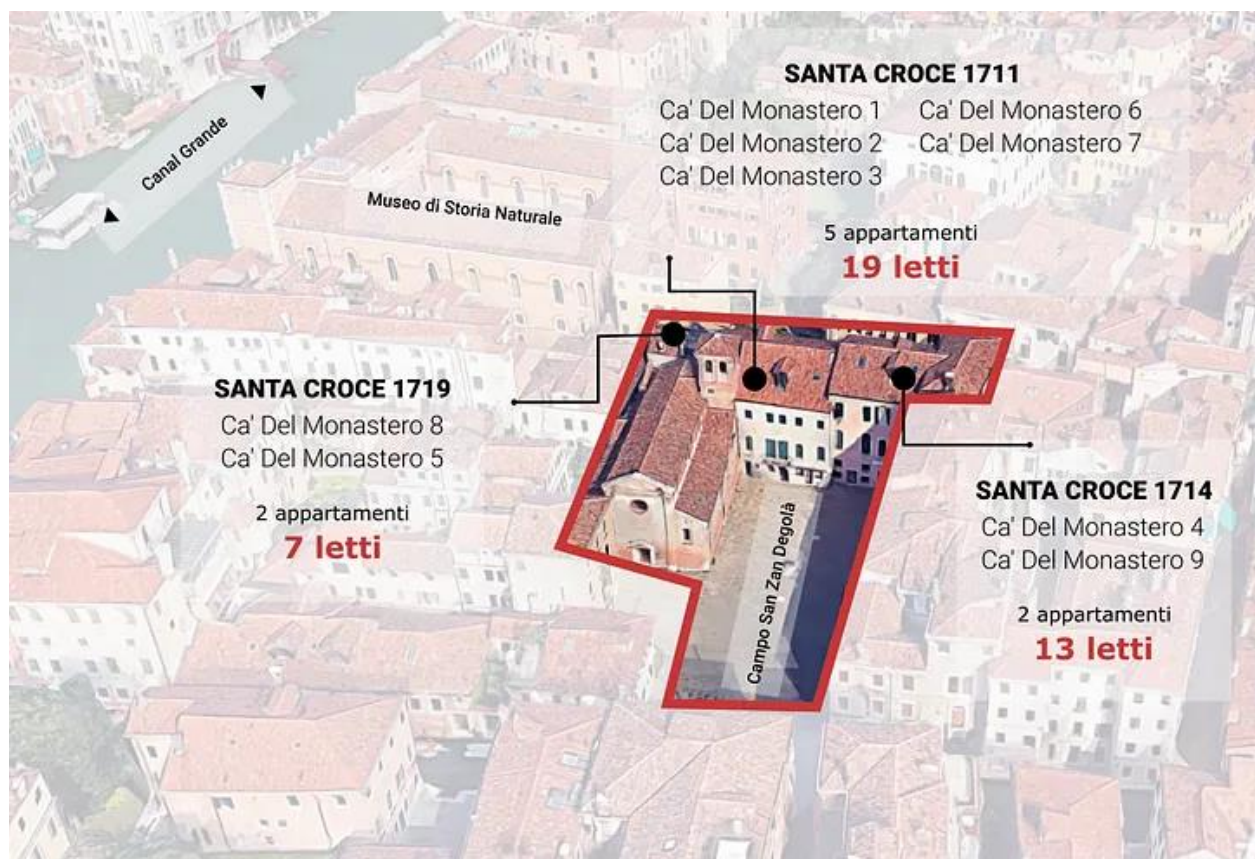 SANTA CROCE 1711
Ca' Del Monastero 1
Ca' Del Monastero 2
Ca' Del Monastero 3
Ca' Del Monastero 6
Ca' Del Monastero 7
5 appartamenti
19 letti
Canal Grande
Museo di Storia Naturale
SANTA CROCE 1719
Ca' Del Monastero 8
Ca' Del Monastero 5
2 appartamenti
7 letti
Campo San Zan Degolà
SANTA CROCE 1714
Ca' Del Monastero 4
Ca' Del Monastero 9
2 appartamenti
13 letti